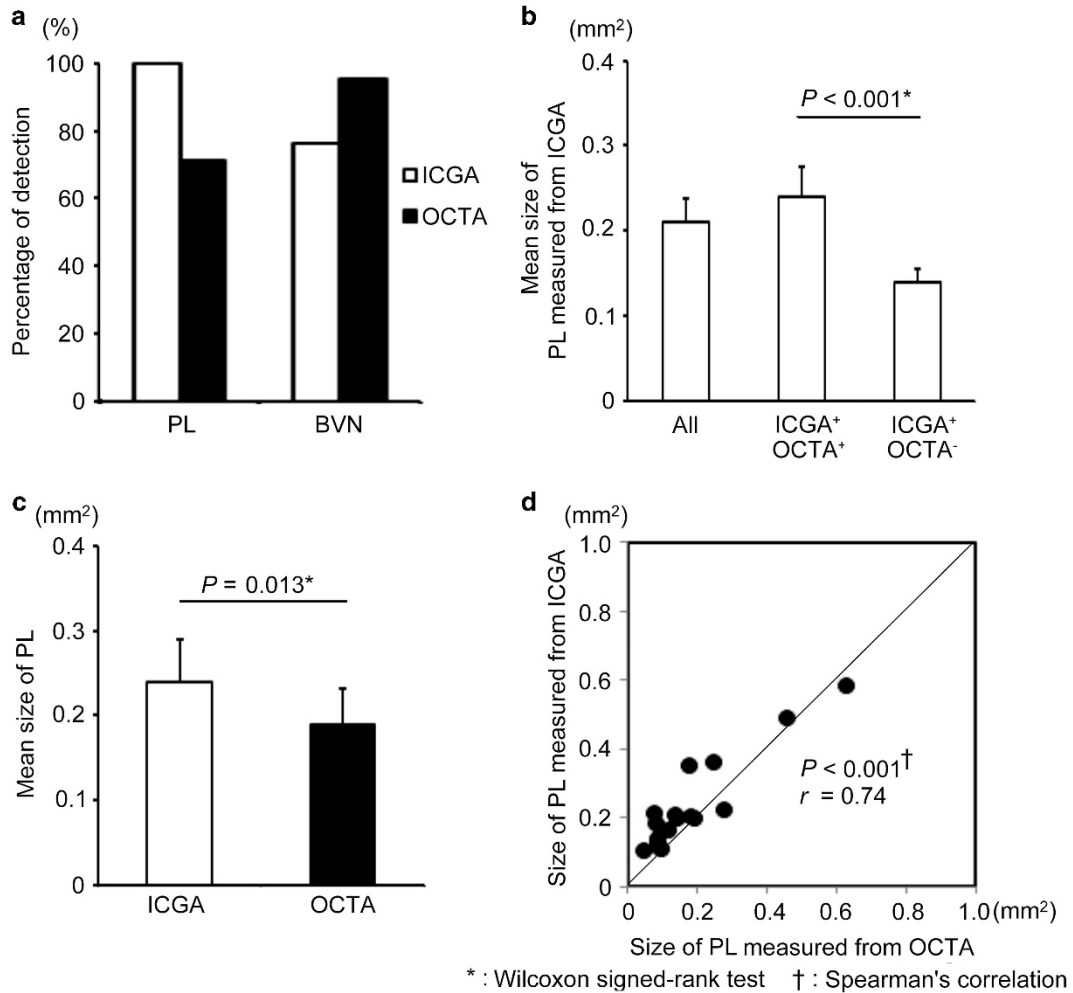 a
(%)
100
80
60
40
20
0
Percentage of detection
PL
BVN
ICGA
OCTA
b
(mm²)
0.4
0.3
0.2
0.1
0
Mean size of
PL measured from ICGA
P < 0.001*
All
ICGA⁺
OCTA⁺
ICGA⁺
OCTA⁻
c
(mm²)
0.4
0.3
0.2
0.1
0
Mean size of PL
P = 0.013*
ICGA
OCTA
d
(mm²)
1.0
0.8
0.6
0.4
0.2
0
Size of PL measured from ICGA
P < 0.001†
r = 0.74
0 0.2 0.4 0.6 0.8 1.0 (mm²)
Size of PL measured from OCTA
* : Wilcoxon signed-rank test † : Spearman's correlation